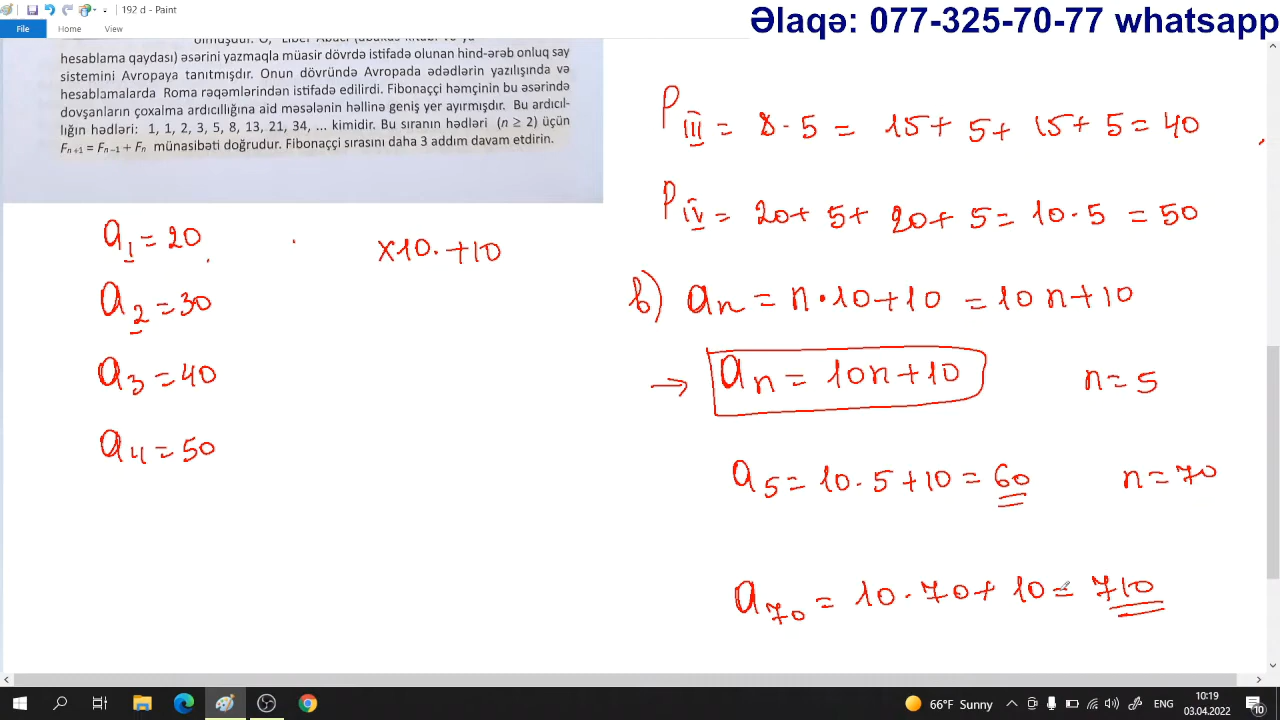 192 d - Paint
Əlaqə: 077-325-70-77 whatsapp
File Home View
hesablama qaydası) əsərini yazmaqla müasir dövrdə istifadə olunan hind-ərəb onluq say
sistemini Avropaya tanıtmışdır. Onun dövründə Avropada ədədlərin yazılışında və
hesablamalarda Roma rəqəmlərindən istifadə edilirdi. Fibonaççi həmçinin bu əsərində
dovşanların çoxalma ardıcıllığına aid məsələnin həllinə geniş yer ayırmışdır. Bu ardıcıl-
lığın hədləri: 1, 1, 2, 3, 5, 8, 13, 21, 34, ... kimidir. Bu sıranın hədləri (n ≥ 2) üçün
Fₙ₊₁ = Fₙ₋₁ + Fₙ münasibəti doğrudur. Fibonaççi sırasını daha 3 addım davam etdirin.
a₁ = 20
x10. +10
a₂ = 30
a₃ = 40
a₄ = 50
P III = 8 · 5 = 15 + 5 + 15 + 5 = 40
P IV = 20 + 5 + 20 + 5 = 10 · 5 = 50
b) aₙ = n · 10 + 10 = 10n + 10
→ aₙ = 10n + 10 n = 5
a₅ = 10 · 5 + 10 = 60 n = 70
a₇₀ = 10 · 70 + 10 = 710
66°F Sunny ENG 10:19
03.04.2022 10